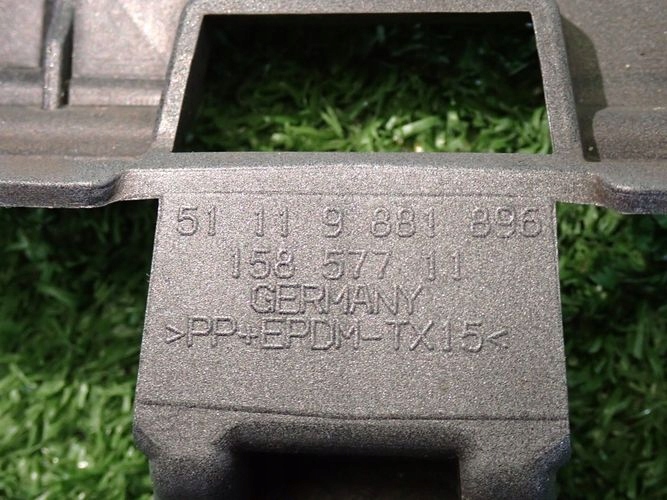 51 11 9 881 896
158 577 11
GERMANY
>PP+EPDM-TX15<